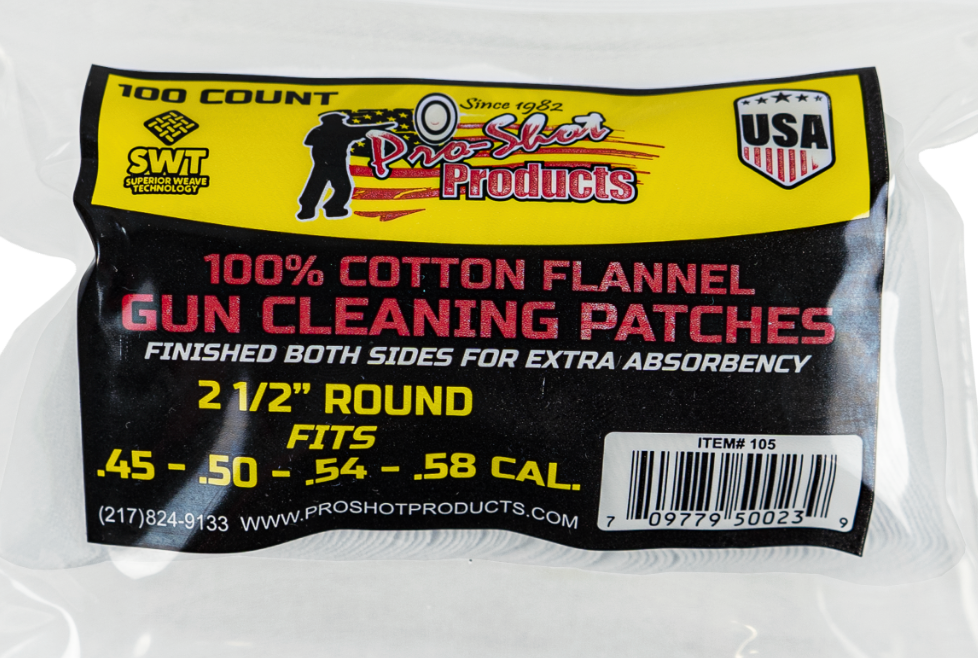 100 COUNT
Since 1982
SWT
SUPERIOR WEAVE
TECHNOLOGY
Pro-Shot
Products
USA
100% COTTON FLANNEL
GUN CLEANING PATCHES
FINISHED BOTH SIDES FOR EXTRA ABSORBENCY
2 1/2” ROUND
FITS
.45 - .50 - .54 - .58 CAL.
ITEM# 105
7 09779 50023 9
(217)824-9133 WWW.PROSHOTPRODUCTS.COM